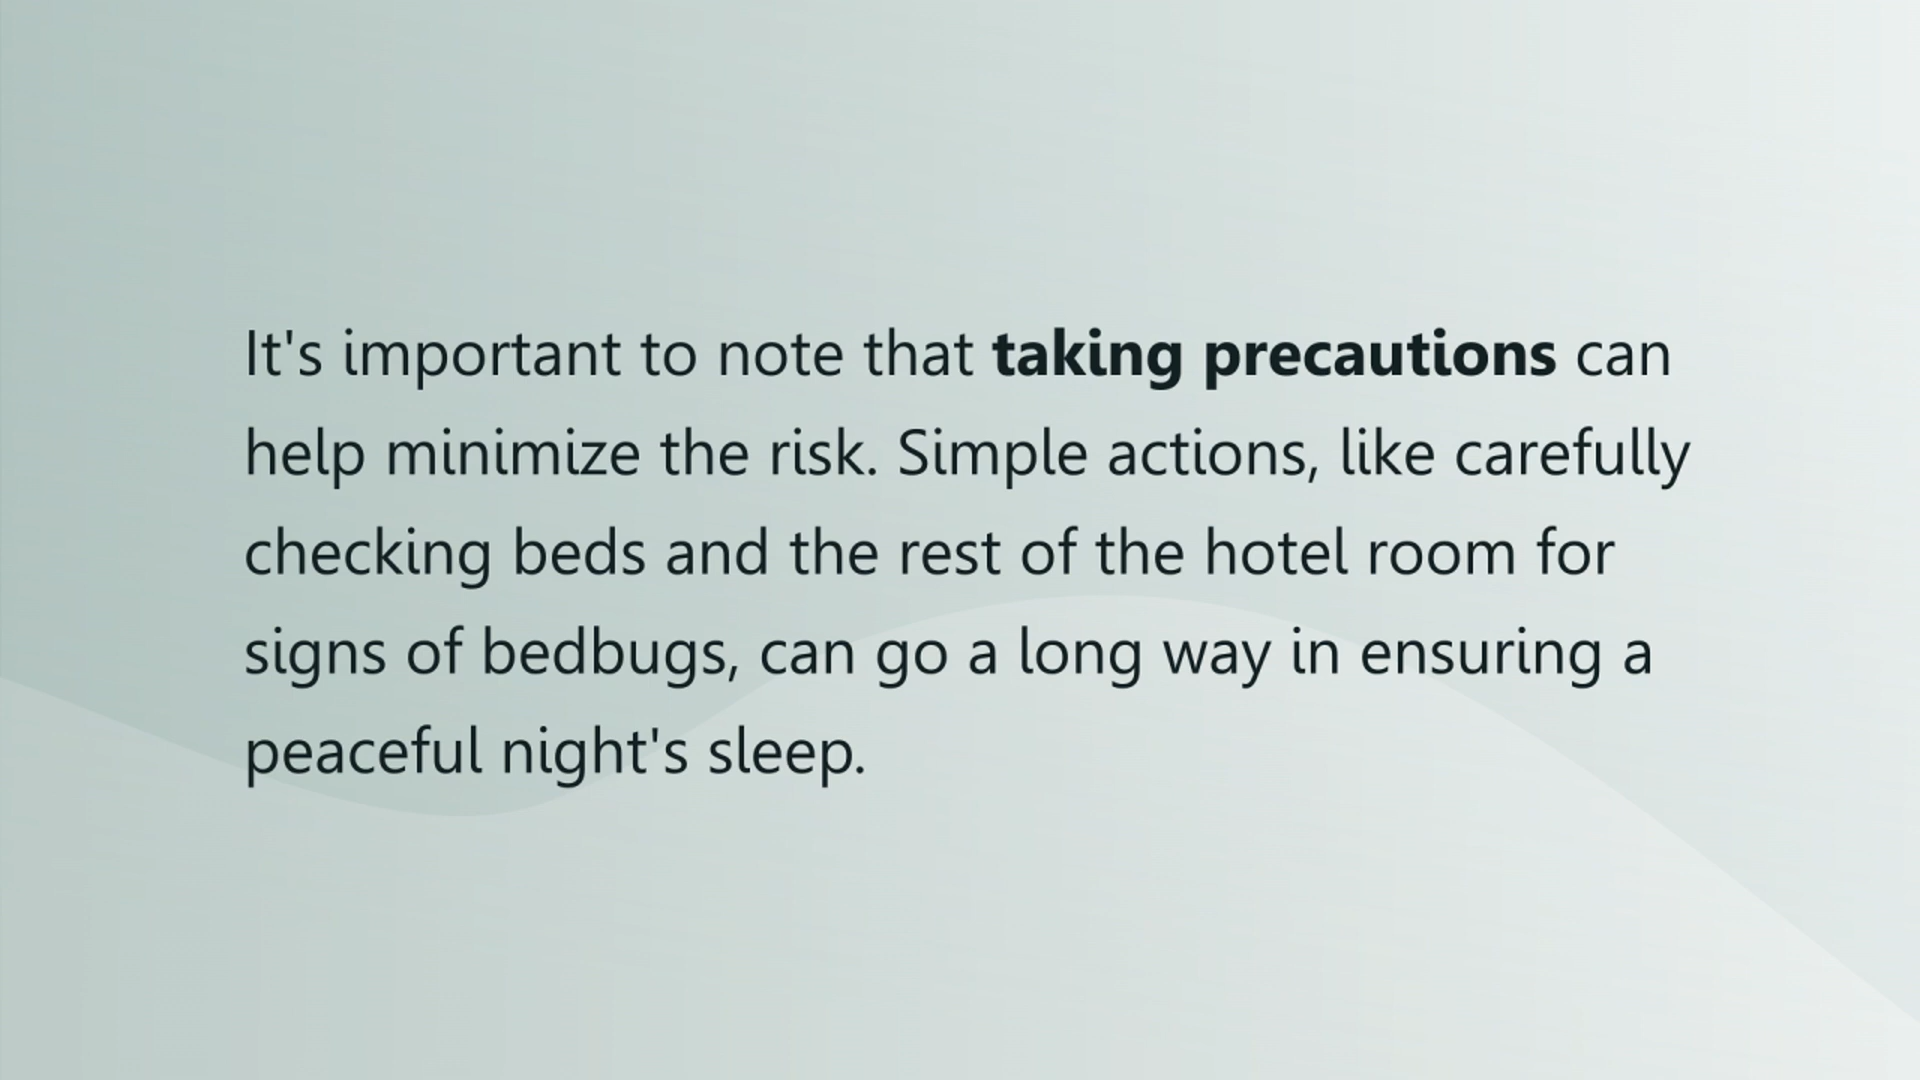 It's important to note that taking precautions can
help minimize the risk. Simple actions, like carefully
checking beds and the rest of the hotel room for
signs of bedbugs, can go a long way in ensuring a
peaceful night's sleep.